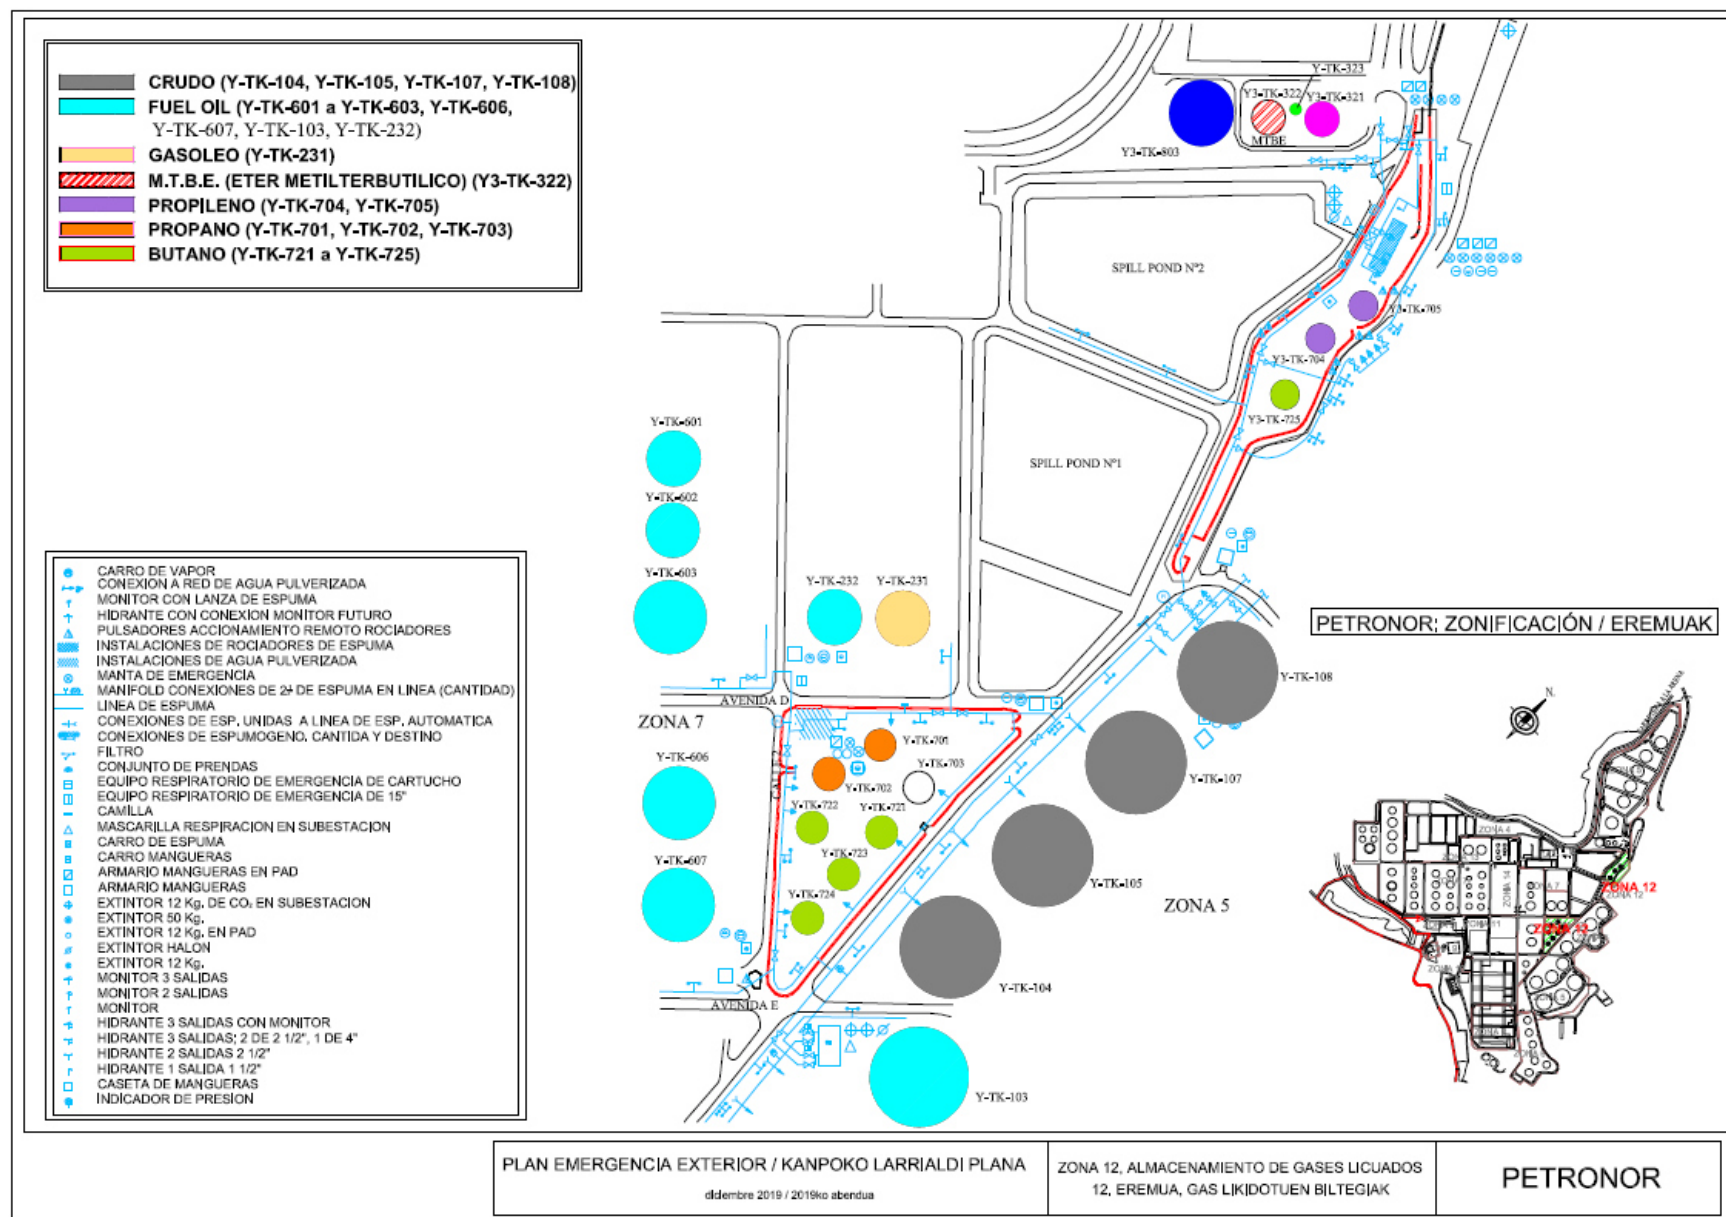 CRUDO (Y-TK-104, Y-TK-105, Y-TK-107, Y-TK-108)
FUEL OIL (Y-TK-601 a Y-TK-603, Y-TK-606,
Y-TK-607, Y-TK-103, Y-TK-232)
GASOLEO (Y-TK-231)
M.T.B.E. (ETER METILTERBUTILICO) (Y3-TK-322)
PROPILENO (Y-TK-704, Y-TK-705)
PROPANO (Y-TK-701, Y-TK-702, Y-TK-703)
BUTANO (Y-TK-721 a Y-TK-725)
Y-TK-323
Y3-TK-322
Y3-TK-321
MTBE
Y3-TK-803
SPILL POND Nº2
Y3-TK-705
Y3-TK-704
Y3-TK-725
SPILL POND Nº1
Y-TK-601
Y-TK-602
Y-TK-603
Y-TK-232
Y-TK-231
AVENIDA D
ZONA 7
Y-TK-606
Y-TK-607
Y-TK-701
Y-TK-702
Y-TK-703
Y-TK-722
Y-TK-721
Y-TK-723
Y-TK-724
AVENIDA E
Y-TK-108
Y-TK-107
Y-TK-105
ZONA 5
Y-TK-104
Y-TK-103
CARRO DE VAPOR
CONEXION A RED DE AGUA PULVERIZADA
MONITOR CON LANZA DE ESPUMA
HIDRANTE CON CONEXION MONITOR FUTURO
PULSADORES ACCIONAMIENTO REMOTO ROCIADORES
INSTALACIONES DE ROCIADORES DE ESPUMA
INSTALACIONES DE AGUA PULVERIZADA
MANTA DE EMERGENCIA
MANIFOLD CONEXIONES DE 2½ DE ESPUMA EN LINEA (CANTIDAD)
LINEA DE ESPUMA
CONEXIONES DE ESP. UNIDAS A LINEA DE ESP. AUTOMATICA
CONEXIONES DE ESPUMOGENO, CANTIDA Y DESTINO
FILTRO
CONJUNTO DE PRENDAS
EQUIPO RESPIRATORIO DE EMERGENCIA DE CARTUCHO
EQUIPO RESPIRATORIO DE EMERGENCIA DE 15"
CAMILLA
MASCARILLA RESPIRACION EN SUBESTACION
CARRO DE ESPUMA
CARRO MANGUERAS
ARMARIO MANGUERAS EN PAD
ARMARIO MANGUERAS
EXTINTOR 12 Kg. DE CO₂ EN SUBESTACION
EXTINTOR 50 Kg.
EXTINTOR 12 Kg. EN PAD
EXTINTOR HALON
EXTINTOR 12 Kg.
MONITOR 3 SALIDAS
MONITOR 2 SALIDAS
MONITOR
HIDRANTE 3 SALIDAS CON MONITOR
HIDRANTE 3 SALIDAS; 2 DE 2 1/2", 1 DE 4"
HIDRANTE 2 SALIDAS 2 1/2"
HIDRANTE 1 SALIDA 1 1/2"
CASETA DE MANGUERAS
INDICADOR DE PRESION
PETRONOR: ZONIFICACIÓN / EREMUAK
N.
ZONA 4
ZONA 14
ZONA 12
ZONA 12
ZONA 12
PLAN EMERGENCIA EXTERIOR / KANPOKO LARRIALDI PLANA
diciembre 2019 / 2019ko abendua
ZONA 12, ALMACENAMIENTO DE GASES LICUADOS
12, EREMUA, GAS LIKIDOTUEN BILTEGIAK
PETRONOR